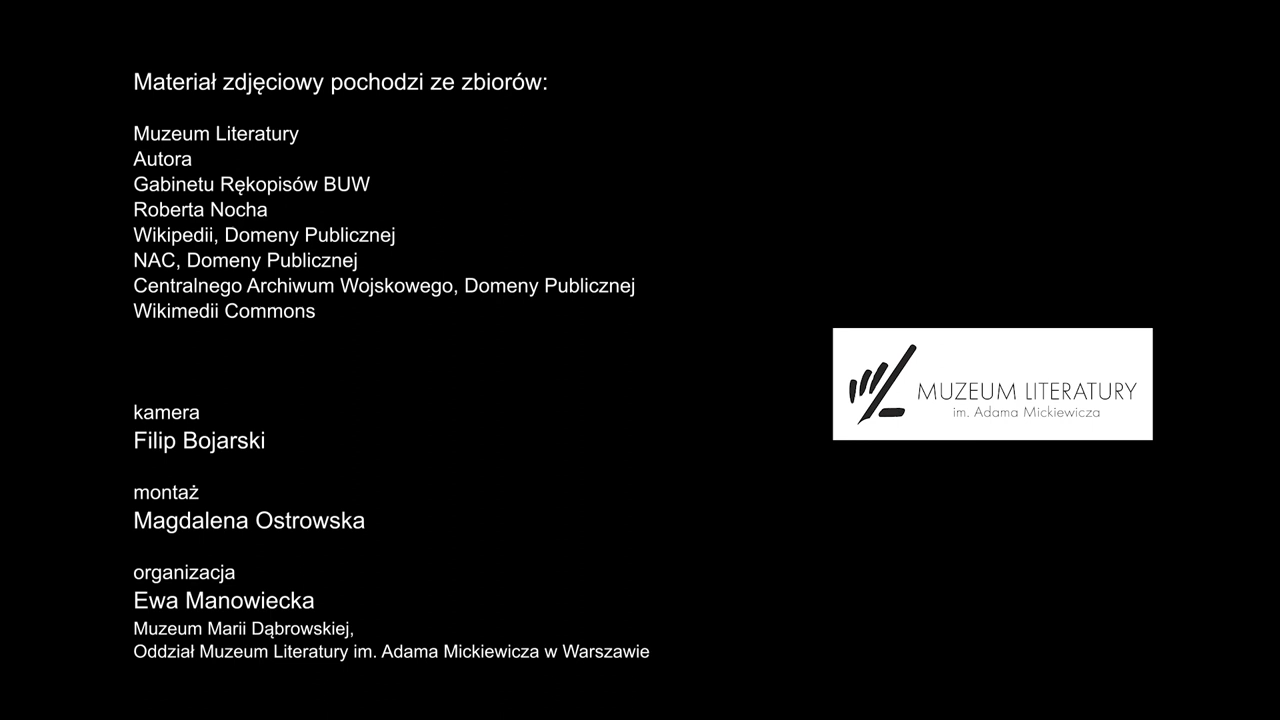 Materiał zdjęciowy pochodzi ze zbiorów:
Muzeum Literatury
Autora
Gabinetu Rękopisów BUW
Roberta Nocha
Wikipedii, Domeny Publicznej
NAC, Domeny Publicznej
Centralnego Archiwum Wojskowego, Domeny Publicznej
Wikimedii Commons
kamera
Filip Bojarski
montaż
Magdalena Ostrowska
organizacja
Ewa Manowiecka
Muzeum Marii Dąbrowskiej,
Oddział Muzeum Literatury im. Adama Mickiewicza w Warszawie
MUZEUM LITERATURY
im. Adama Mickiewicza